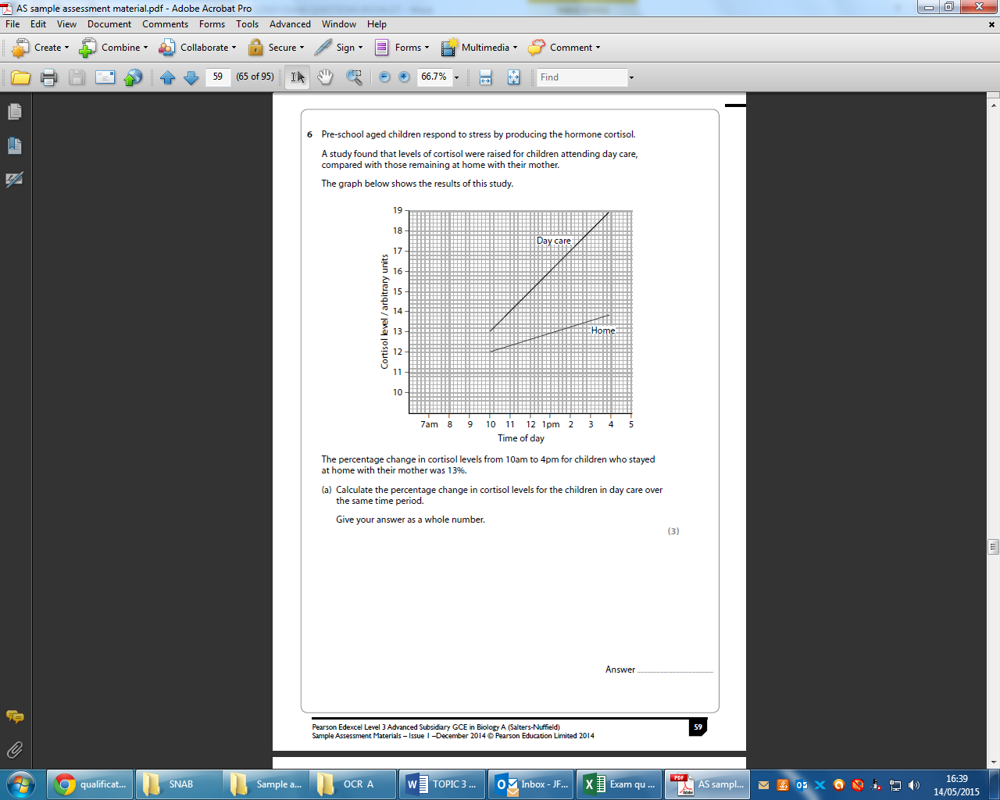 AS sample assessment material.pdf - Adobe Acrobat Pro
File Edit View Document Comments Forms Tools Advanced Window Help
Create Combine Collaborate Secure Sign Forms Multimedia Comment
59 (65 of 95) 66.7% Find
6 Pre-school aged children respond to stress by producing the hormone cortisol.
A study found that levels of cortisol were raised for children attending day care,
compared with those remaining at home with their mother.
The graph below shows the results of this study.
19
18
17
16
15
14
13
12
11
10
Cortisol level / arbitrary units
Day care
Home
7am 8 9 10 11 12 1pm 2 3 4 5
Time of day
The percentage change in cortisol levels from 10am to 4pm for children who stayed
at home with their mother was 13%.
(a) Calculate the percentage change in cortisol levels for the children in day care over
the same time period.
Give your answer as a whole number.
(3)
Answer
Pearson Edexcel Level 3 Advanced Subsidiary GCE in Biology A (Salters-Nuffield)
Sample Assessment Materials – Issue 1 –December 2014 © Pearson Education Limited 2014
59
qualificat... SNAB Sample a... OCR A TOPIC 3 ... Inbox - JF... Exam qu ... AS sampl...
16:39
14/05/2015